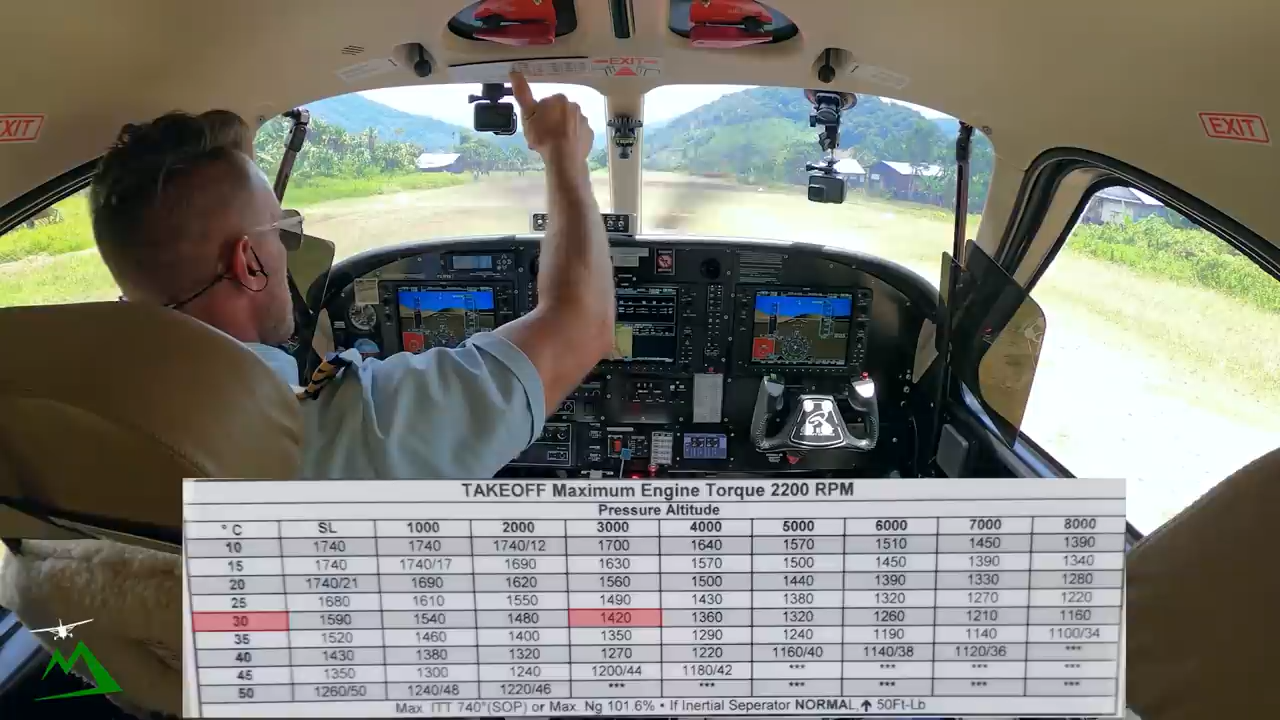 EXIT
EXIT
EXIT
TAKEOFF Maximum Engine Torque 2200 RPM
Pressure Altitude
° C SL 1000 2000 3000 4000 5000 6000 7000 8000
10 1740 1740 1740/12 1700 1640 1570 1510 1450 1390
15 1740 1740/17 1690 1630 1570 1500 1450 1390 1340
20 1740/21 1690 1620 1560 1500 1440 1390 1330 1280
25 1680 1610 1550 1490 1430 1380 1320 1270 1220
30 1590 1540 1480 1420 1360 1320 1260 1210 1160
35 1520 1460 1400 1350 1290 1240 1190 1140 1100/34
40 1430 1380 1320 1270 1220 1160/40 1140/38 1120/36 ***
45 1350 1300 1240 1200/44 1180/42 *** *** *** ***
50 1260/50 1240/48 1220/46 *** *** *** *** *** ***
Max. ITT 740°(SOP) or Max. Ng 101.6% • If Inertial Seperator NORMAL, ↑ 50Ft-Lb